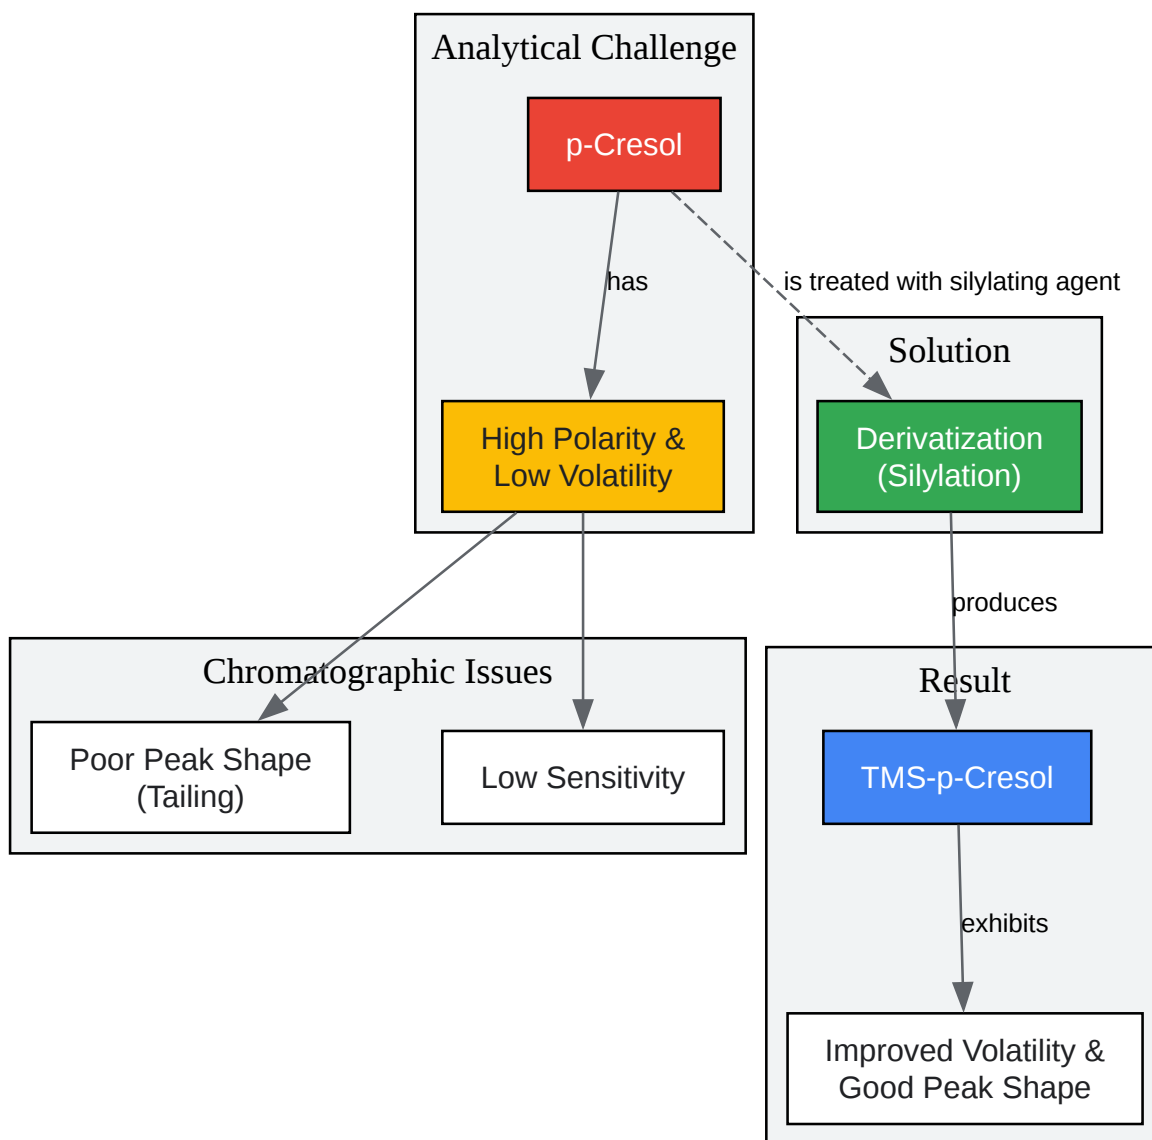 Analytical Challenge
p-Cresol
has
is treated with silylating agent
Solution
High Polarity &
Low Volatility
Derivatization
(Silylation)
produces
Chromatographic Issues
Poor Peak Shape
(Tailing)
Low Sensitivity
Result
TMS-p-Cresol
exhibits
Improved Volatility &
Good Peak Shape